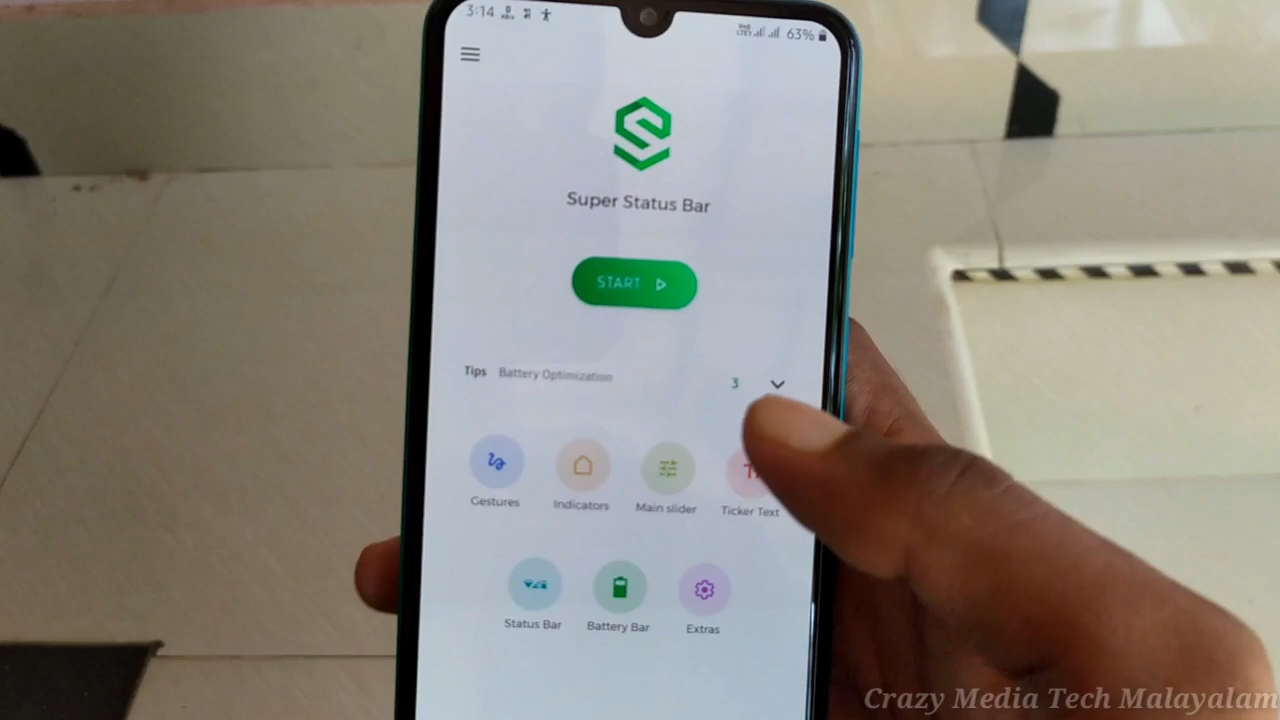 3:14
63%
Super Status Bar
START
Tips Battery Optimization 3
Gestures Indicators Main slider Ticker Text
Status Bar Battery Bar Extras
Crazy Media Tech Malayalam